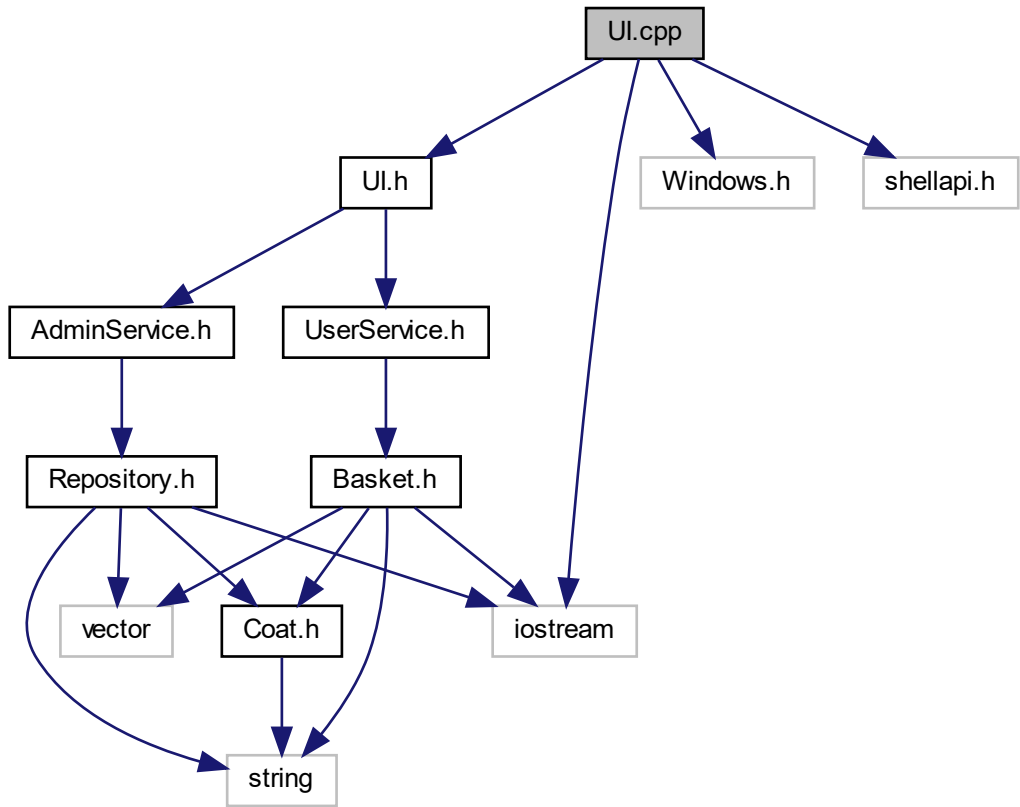 UI.cpp
UI.h
Windows.h
shellapi.h
AdminService.h
UserService.h
Repository.h
Basket.h
vector
Coat.h
iostream
string